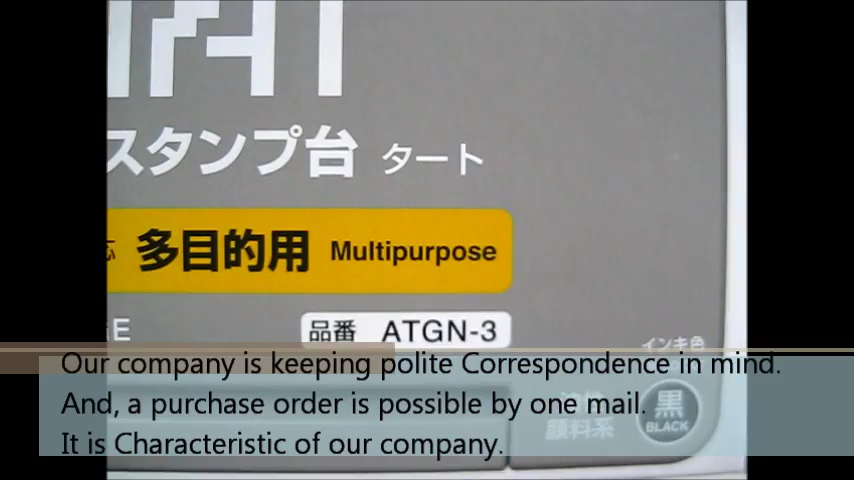 スタンプ台 タート
応 多目的用 Multipurpose
GE
品番 ATGN-3
インキ色
Our company is keeping polite Correspondence in mind.
And, a purchase order is possible by one mail.
黒
BLACK
顔料系
It is Characteristic of our company.